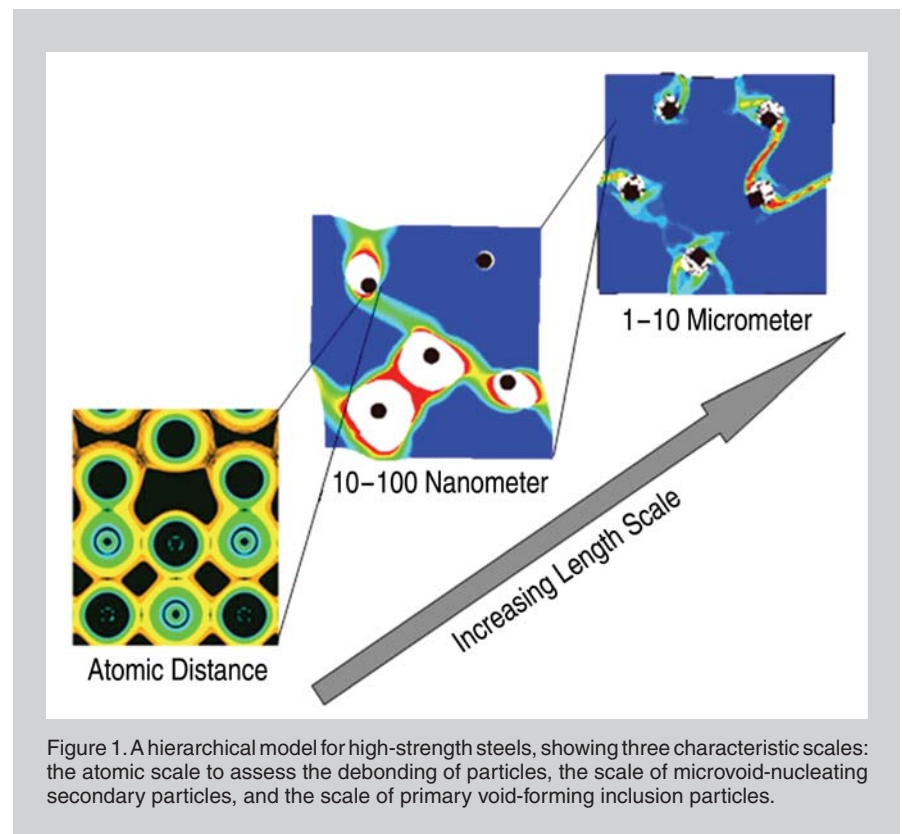 1–10 Micrometer
10–100 Nanometer
Increasing Length Scale
Atomic Distance
Figure 1. A hierarchical model for high-strength steels, showing three characteristic scales:
the atomic scale to assess the debonding of particles, the scale of microvoid-nucleating
secondary particles, and the scale of primary void-forming inclusion particles.